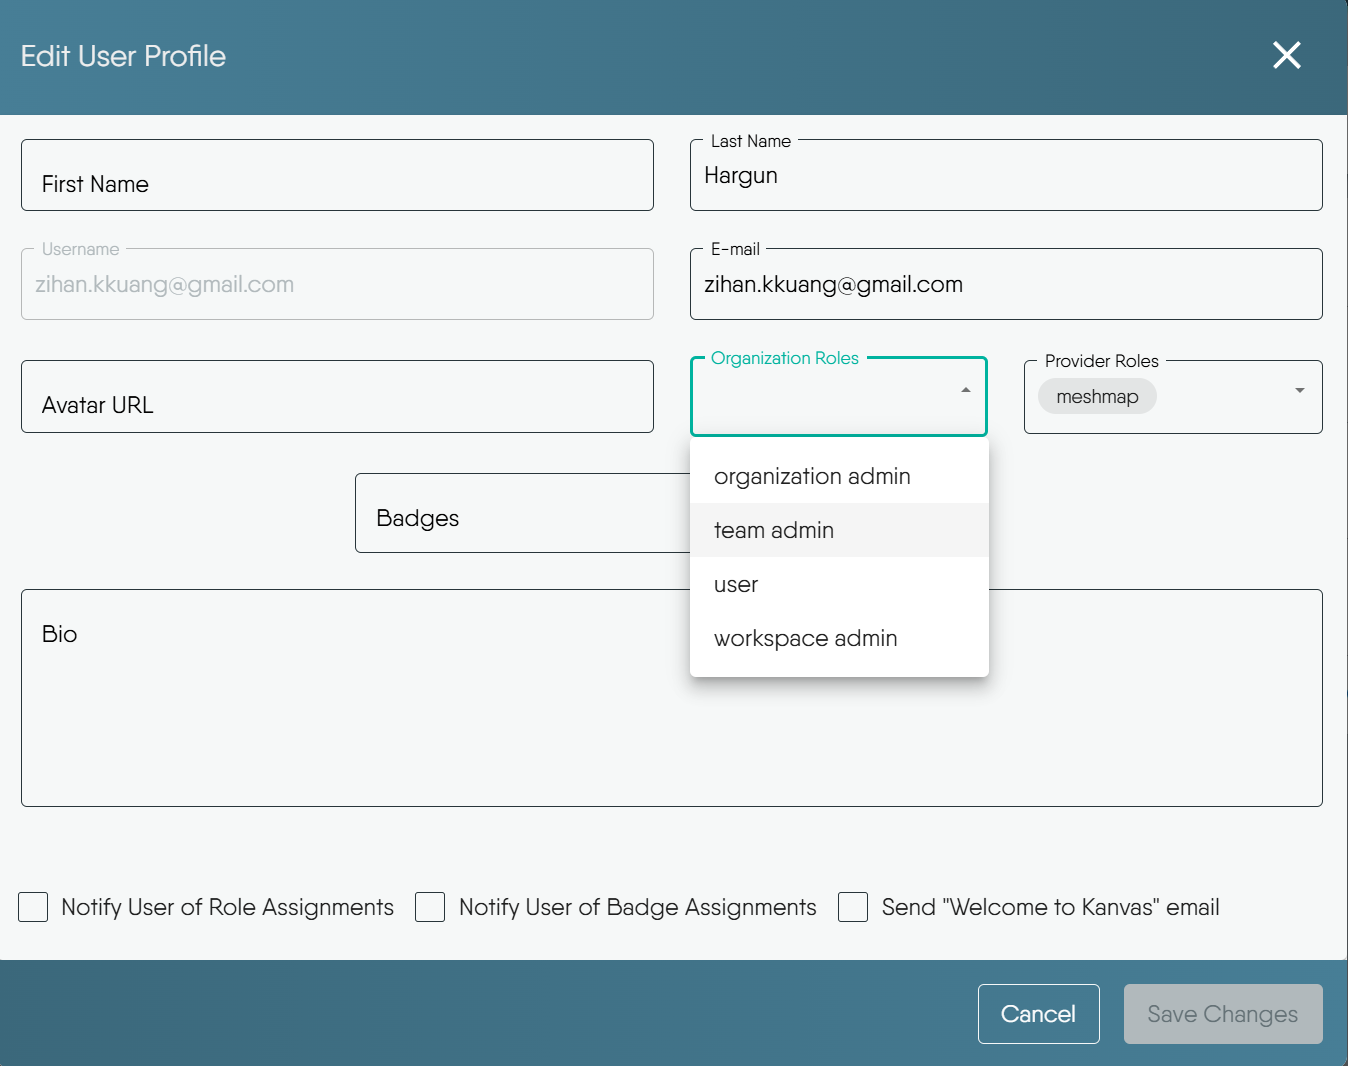 Edit User Profile
First Name
Last Name
Hargun
Username
zihan.kkuang@gmail.com
E-mail
zihan.kkuang@gmail.com
Avatar URL
Organization Roles
Provider Roles
meshmap
organization admin
team admin
user
workspace admin
Badges
Bio
Notify User of Role Assignments
Notify User of Badge Assignments
Send "Welcome to Kanvas" email
Cancel
Save Changes